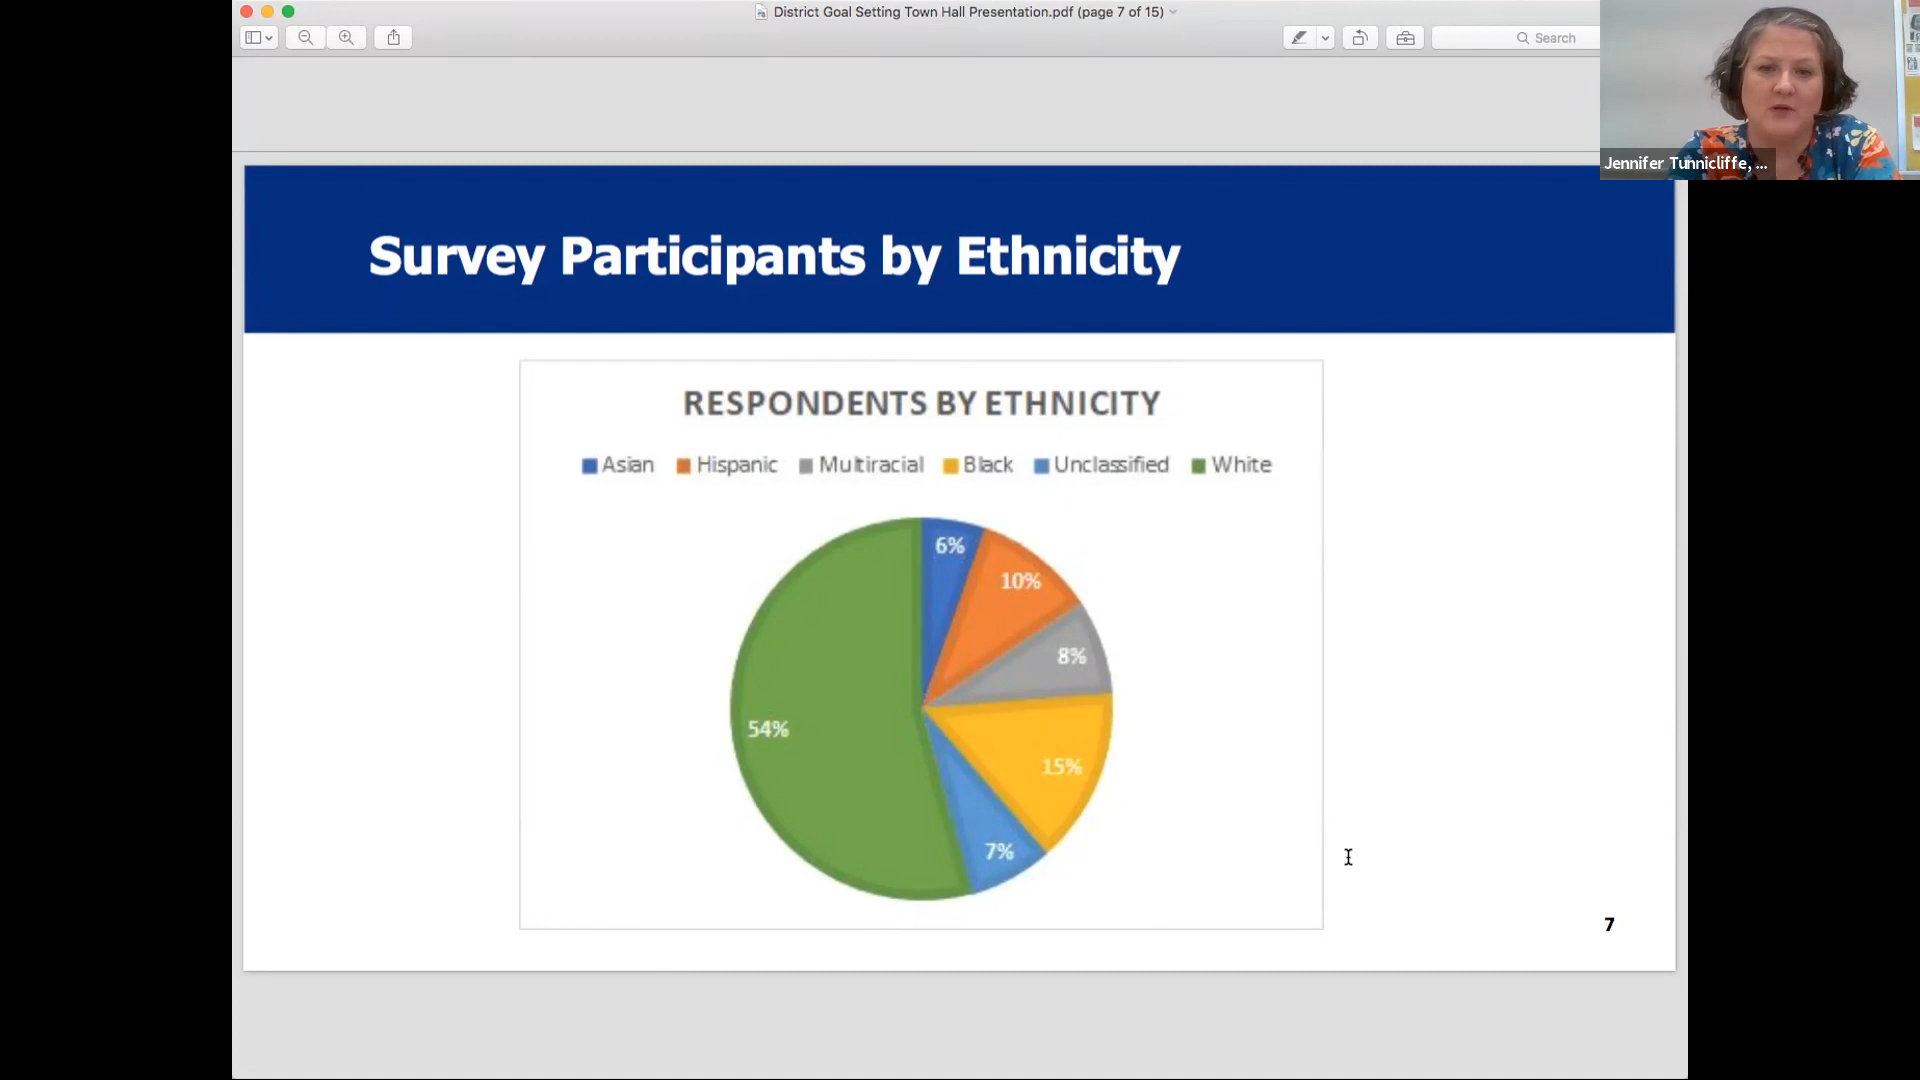 District Goal Setting Town Hall Presentation.pdf (page 7 of 15)
Search
Jennifer Tunnicliffe, ...
Survey Participants by Ethnicity
RESPONDENTS BY ETHNICITY
Asian Hispanic Multiracial Black Unclassified White
6%
10%
8%
54%
15%
7%
7